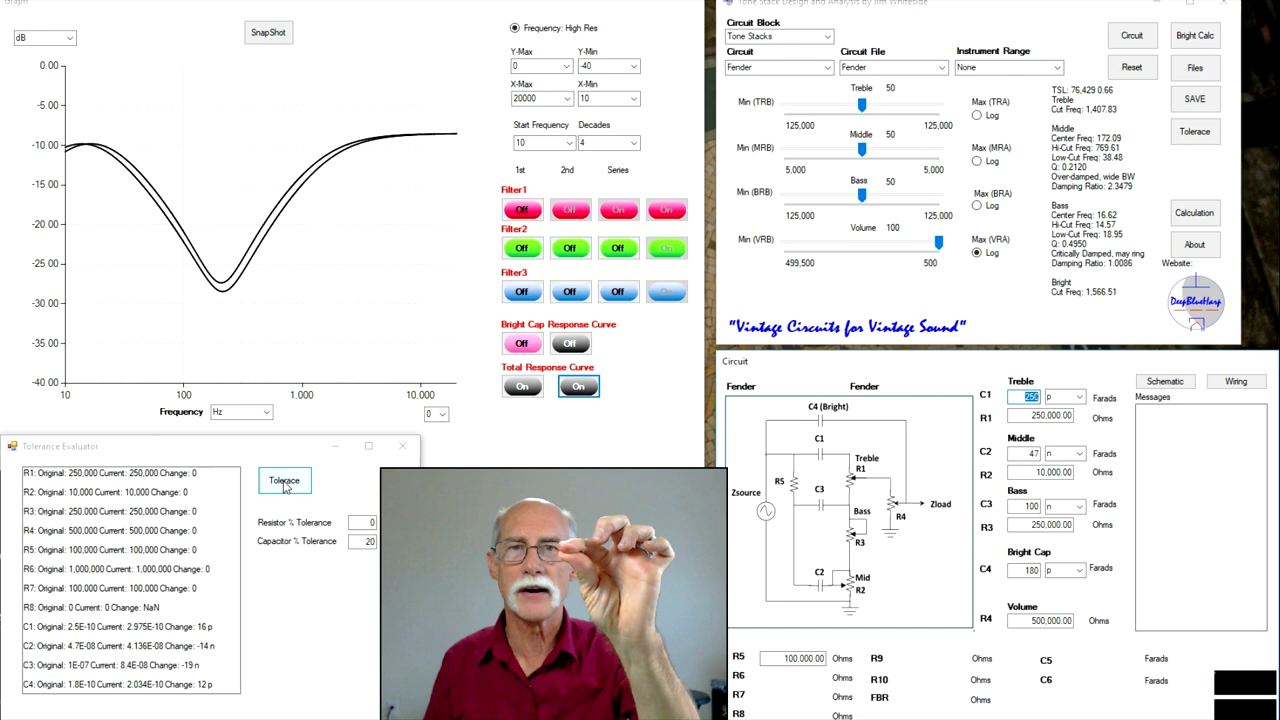 Graph
dB
SnapShot
0.00
-5.00
-10.00
-15.00
-20.00
-25.00
-30.00
-35.00
-40.00
10
100
1,000
10,000
Frequency
Hz
0
Frequency: High Res
Y-Max
Y-Min
0
-40
X-Max
X-Min
20000
10
Start Frequency
Decades
10
4
1st
2nd
Series
Filter1
Off
Off
On
On
Filter2
Off
Off
Off
On
Filter3
Off
Off
Off
Bright Cap Response Curve
Off
Off
Total Response Curve
On
On
Tone Stack Design and Analysis by Jim Whiteside
Circuit Block
Tone Stacks
Circuit
Circuit File
Instrument Range
Fender
Fender
None
Circuit
Bright Calc
Reset
Files
SAVE
Tolerace
Calculation
About
Website:
DeepBlueHarp
Treble 50
Min (TRB)
Max (TRA)
Log
125,000
125,000
Middle 50
Min (MRB)
Max (MRA)
Log
5,000
5,000
Bass 50
Min (BRB)
Max (BRA)
Log
125,000
125,000
Volume 100
Min (VRB)
Max (VRA)
Log
499,500
500
TSL: 76,429 0.66
Treble
Cut Freq: 1,407.83
Middle
Center Freq: 172.09
Hi-Cut Freq: 769.61
Low-Cut Freq: 38.48
Q: 0.2120
Over-damped, wide BW
Damping Ratio: 2.3479
Bass
Center Freq: 16.62
Hi-Cut Freq: 14.57
Low-Cut Freq: 18.95
Q: 0.4950
Critically Damped, may ring
Damping Ratio: 1.0086
Bright
Cut Freq: 1,566.51
"Vintage Circuits for Vintage Sound"
Tolerance Evaluator
R1: Original: 250,000 Current: 250,000 Change: 0
R2: Original: 10,000 Current: 10,000 Change: 0
R3: Original: 250,000 Current: 250,000 Change: 0
R4: Original: 500,000 Current: 500,000 Change: 0
R5: Original: 100,000 Current: 100,000 Change: 0
R6: Original: 1,000,000 Current: 1,000,000 Change: 0
R7: Original: 100,000 Current: 100,000 Change: 0
R8: Original: 0 Current: 0 Change: NaN
C1: Original: 2.5E-10 Current: 2.975E-10 Change: 16 p
C2: Original: 4.7E-08 Current: 4.136E-08 Change: -14 n
C3: Original: 1E-07 Current: 8.4E-08 Change: -19 n
C4: Original: 1.8E-10 Current: 2.034E-10 Change: 12 p
Tolerace
Resistor % Tolerance 0
Capacitor % Tolerance 20
Circuit
Fender
Fender
C4 (Bright)
C1
Treble
R1
R5
Zsource
C3
R4
Zload
Bass
R3
C2
Mid
R2
Treble
C1 250 p Farads
R1 250,000.00 Ohms
Middle
C2 47 n Farads
R2 10,000.00 Ohms
Bass
C3 100 n Farads
R3 250,000.00 Ohms
Bright Cap
C4 180 p Farads
Volume
R4 500,000.00 Ohms
Schematic
Wiring
Messages
R5 100,000.00 Ohms R9 Ohms C5 Farads
R6 Ohms R10 Ohms C6 Farads
R7 Ohms FBR Ohms
R8 Ohms